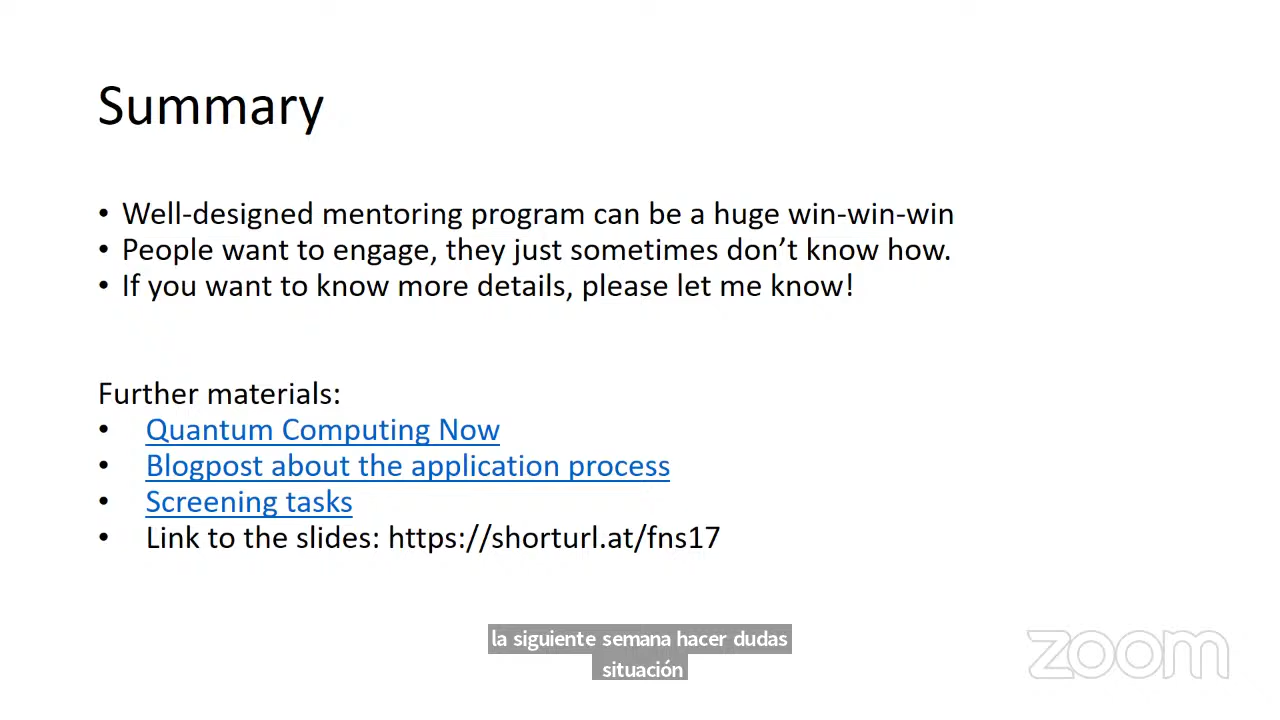 Summary
• Well-designed mentoring program can be a huge win-win-win
• People want to engage, they just sometimes don’t know how.
• If you want to know more details, please let me know!
Further materials:
• Quantum Computing Now
• Blogpost about the application process
• Screening tasks
• Link to the slides: https://shorturl.at/fns17
la siguiente semana hacer dudas
situación
zoom